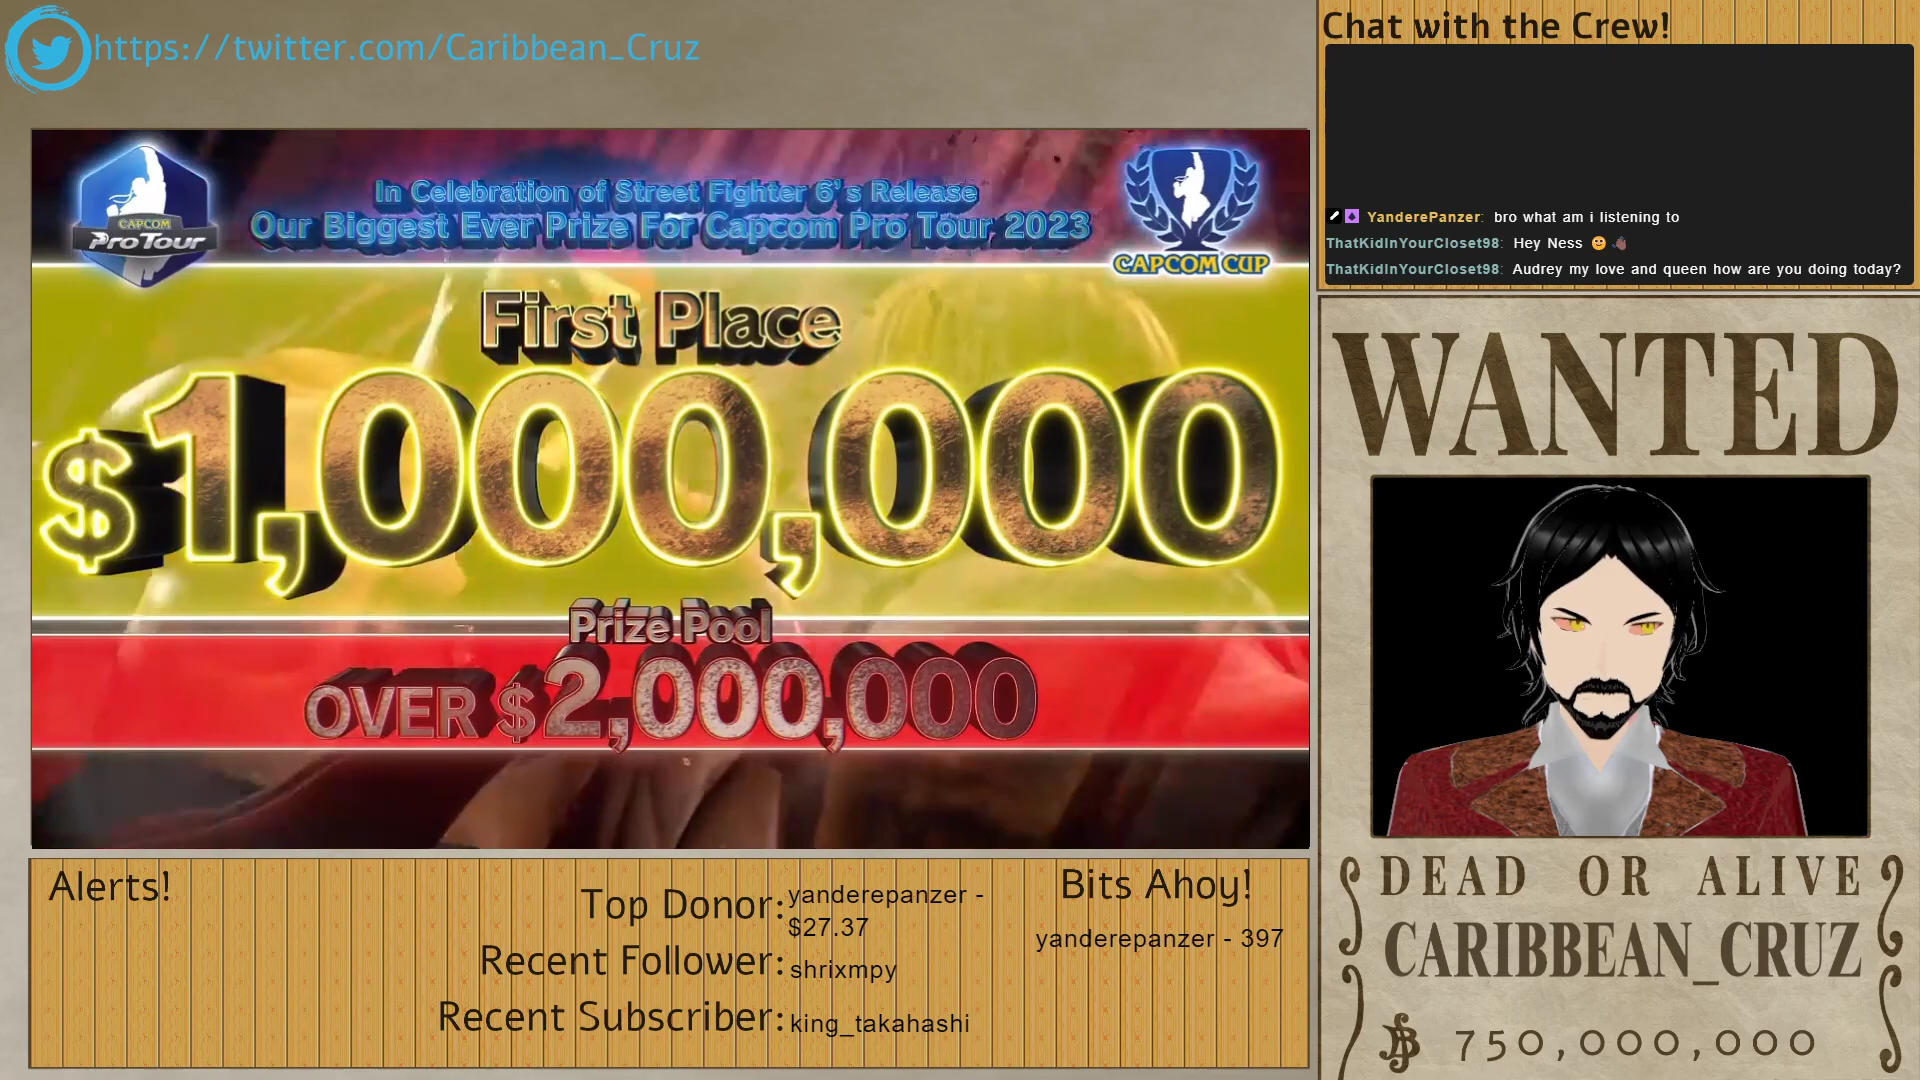 https://twitter.com/Caribbean_Cruz
CAPCOM
Pro Tour
In Celebration of Street Fighter 6's Release
Our Biggest Ever Prize For Capcom Pro Tour 2023
CAPCOM CUP
First Place
$1,000,000
Prize Pool
OVER $2,000,000
Alerts!
Top Donor: yanderepanzer -
$27.37
Recent Follower: shrixmpy
Recent Subscriber: king_takahashi
Bits Ahoy!
yanderepanzer - 397
Chat with the Crew!
YanderePanzer: bro what am i listening to
ThatKidInYourCloset98: Hey Ness
ThatKidInYourCloset98: Audrey my love and queen how are you doing today?
WANTED
DEAD OR ALIVE
CARIBBEAN_CRUZ
750,000,000